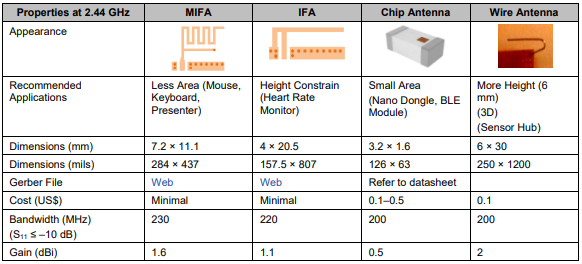 Properties at 2.44 GHz MIFA IFA Chip Antenna Wire Antenna
Appearance
Recommended Less Area (Mouse, Height Constrain Small Area More Height (6
Applications Keyboard, (Heart Rate (Nano Dongle, BLE mm)
Presenter) Monitor) Module) (3D)
(Sensor Hub)
Dimensions (mm) 7.2 × 11.1 4 × 20.5 3.2 × 1.6 6 × 30
Dimensions (mils) 284 × 437 157.5 × 807 126 × 63 250 × 1200
Gerber File Web Web Refer to datasheet
Cost (US$) Minimal Minimal 0.1–0.5 0.1
Bandwidth (MHz) 230 220 200 200
(S₁₁ ≤ –10 dB)
Gain (dBi) 1.6 1.1 0.5 2